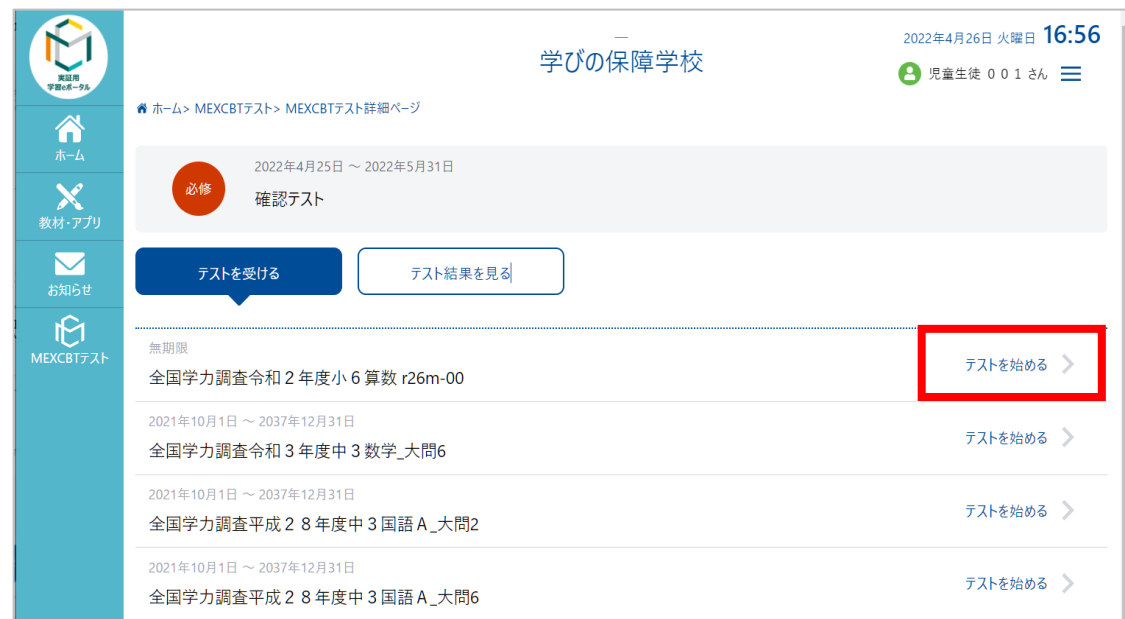 実証用
学習eポータル
ホーム
教材・アプリ
お知らせ
MEXCBTテスト
学びの保障学校
2022年4月26日 火曜日 16:56
児童生徒 ００１さん
ホーム> MEXCBTテスト> MEXCBTテスト詳細ページ
必修
2022年4月25日 ～ 2022年5月31日
確認テスト
テストを受ける
テスト結果を見る
無期限
全国学力調査令和２年度小６算数 r26m-00
テストを始める
2021年10月1日 ～ 2037年12月31日
全国学力調査令和３年度中３数学_大問6
テストを始める
2021年10月1日 ～ 2037年12月31日
全国学力調査平成２８年度中３国語Ａ_大問2
テストを始める
2021年10月1日 ～ 2037年12月31日
全国学力調査平成２８年度中３国語Ａ_大問6
テストを始める